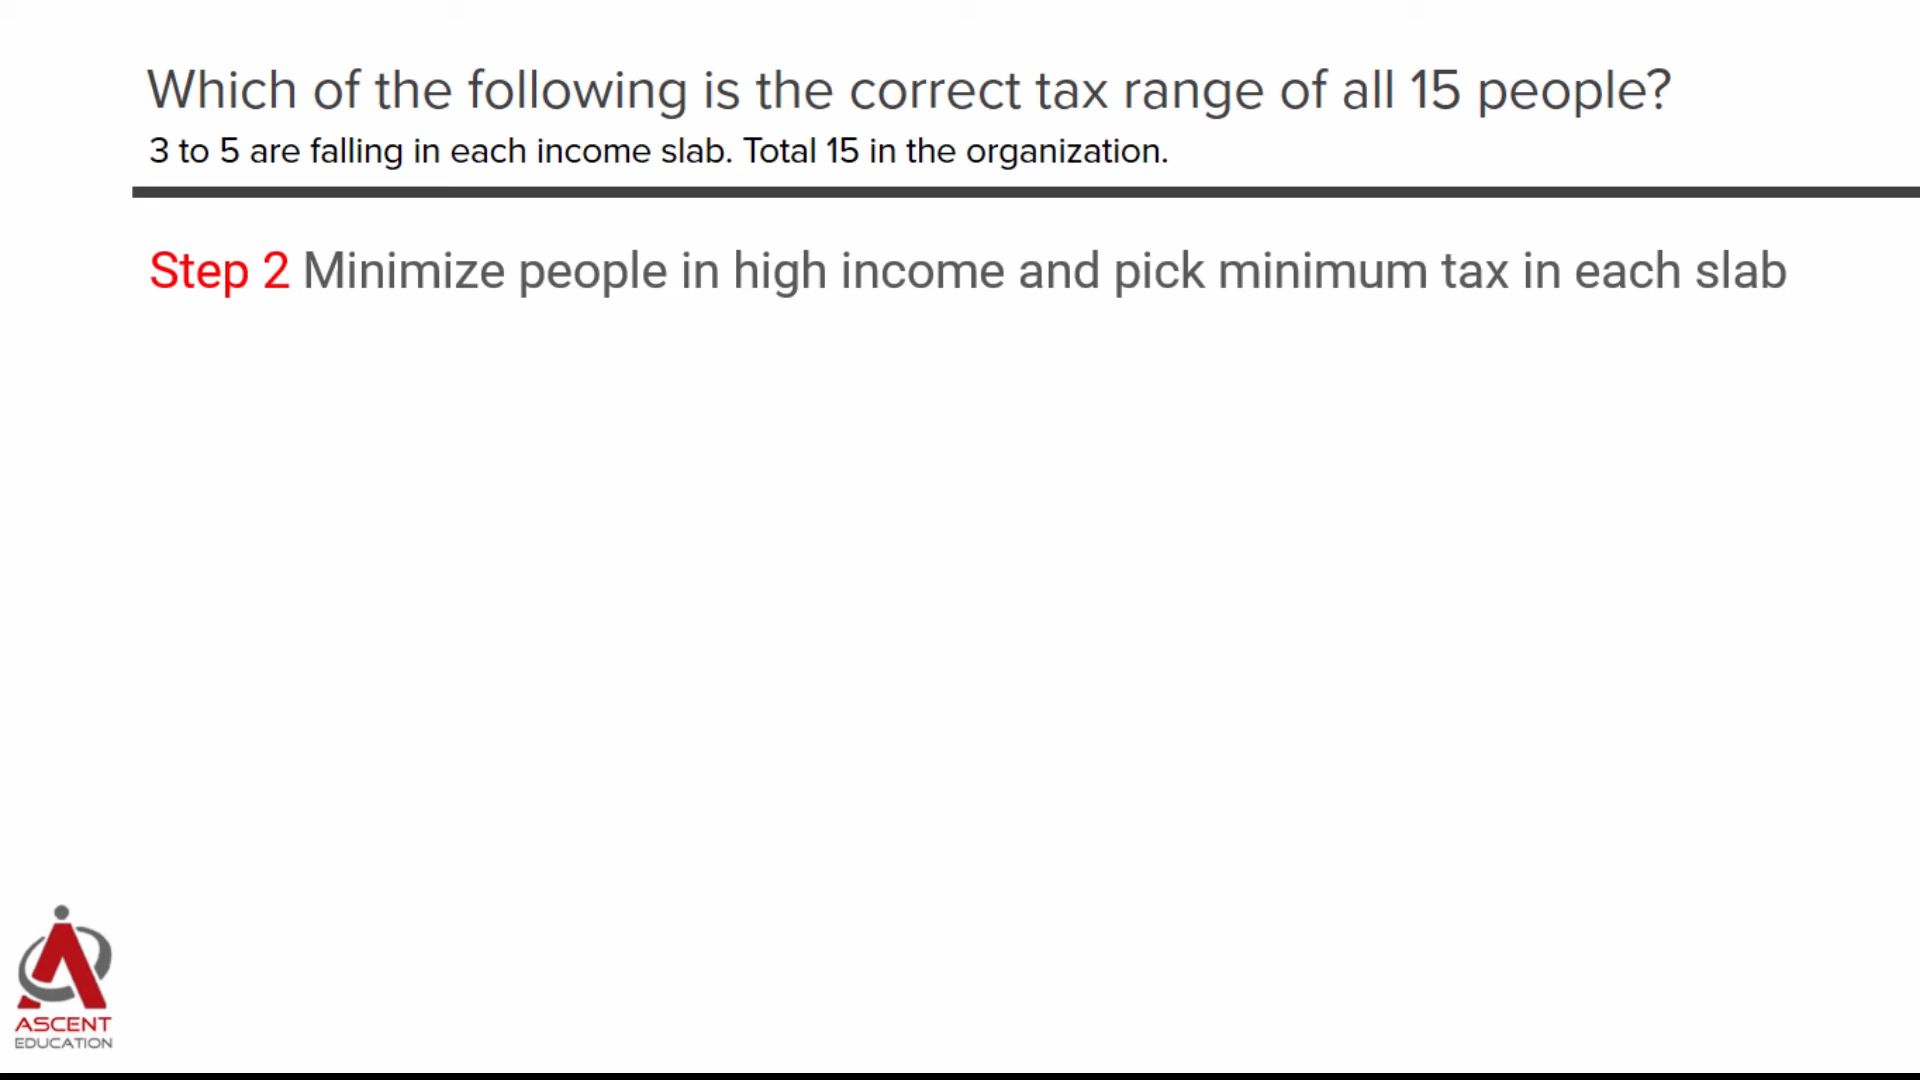 Which of the following is the correct tax range of all 15 people?
3 to 5 are falling in each income slab. Total 15 in the organization.
Step 2 Minimize people in high income and pick minimum tax in each slab
ASCENT
EDUCATION